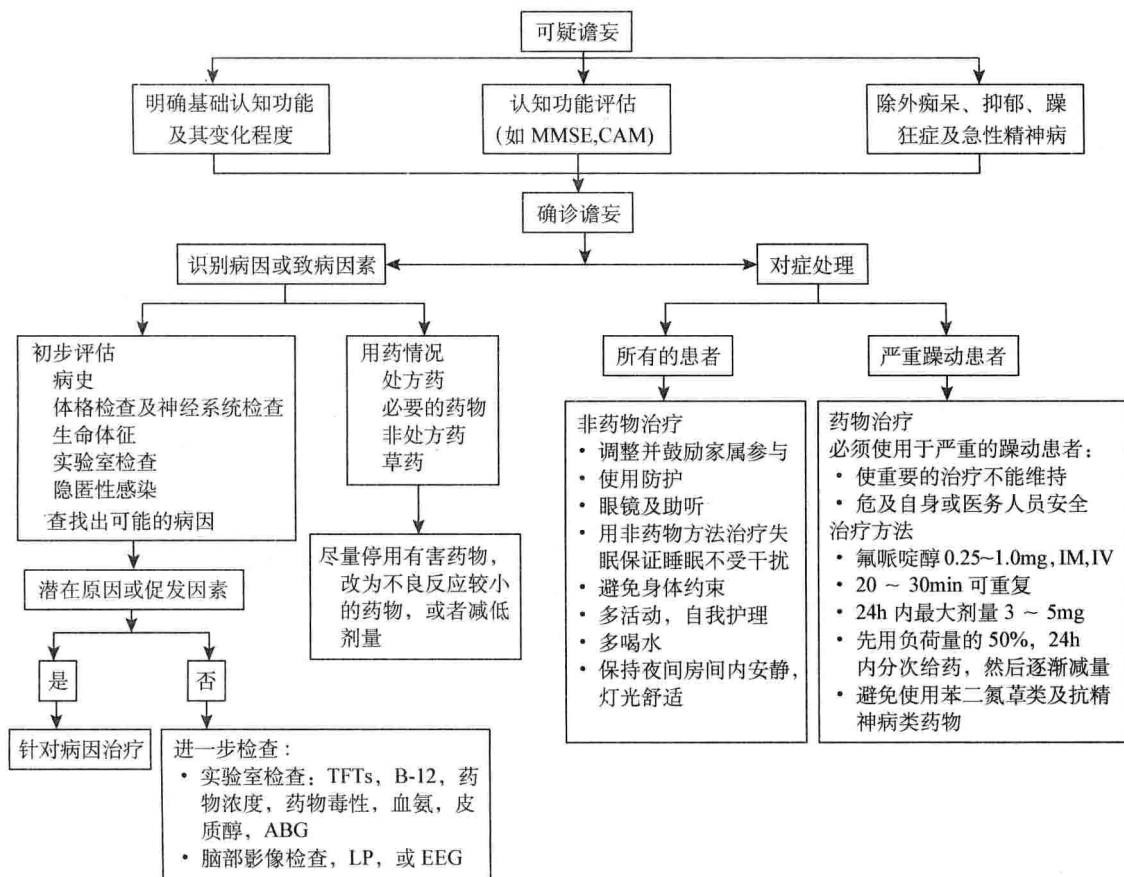 可疑谵妄
明确基础认知功能
及其变化程度
认知功能评估
(如 MMSE,CAM)
除外痴呆、抑郁、躁
狂症及急性精神病
确诊谵妄
识别病因或致病因素
对症处理
初步评估
病史
体格检查及神经系统检查
生命体征
实验室检查
隐匿性感染
查找出可能的病因
用药情况
处方药
必要的药物
非处方药
草药
尽量停用有害药物，
改为不良反应较小
的药物，或者减低
剂量
潜在原因或促发因素
是
否
针对病因治疗
进一步检查：
• 实验室检查：TFTs，B-12，药
物浓度，药物毒性，血氨，皮
质醇，ABG
• 脑部影像检查，LP，或 EEG
所有的患者
非药物治疗
• 调整并鼓励家属参与
• 使用防护
• 眼镜及助听
• 用非药物方法治疗失
眠保证睡眠不受干扰
• 避免身体约束
• 多活动，自我护理
• 多喝水
• 保持夜间房间内安静，
灯光舒适
严重躁动患者
药物治疗
必须使用于严重的躁动患者：
• 使重要的治疗不能维持
• 危及自身或医务人员安全
治疗方法
• 氟哌啶醇 0.25~1.0mg, IM, IV
• 20 ~ 30min 可重复
• 24h 内最大剂量 3 ~ 5mg
• 先用负荷量的 50%，24h
内分次给药，然后逐渐减量
• 避免使用苯二氮䓬类及抗精
神病类药物